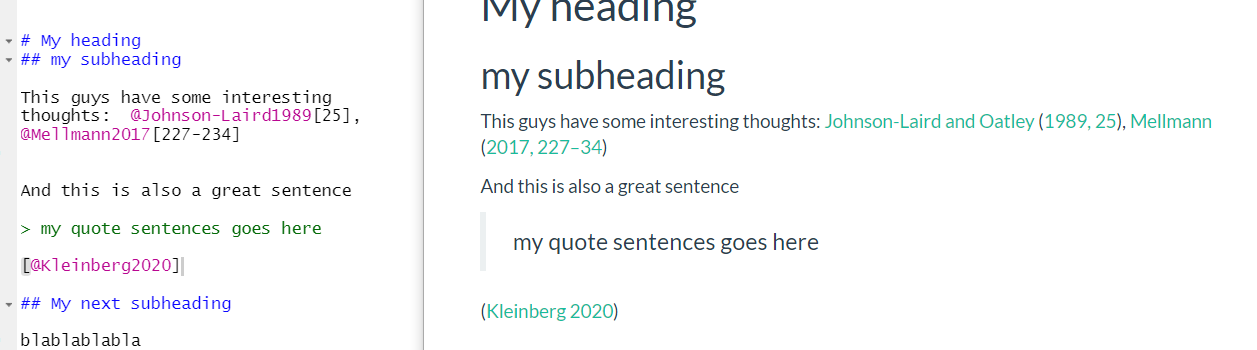 # My heading
## my subheading
This guys have some interesting
thoughts:  @Johnson-Laird1989[25],
@Mellmann2017[227-234]
And this is also a great sentence
> my quote sentences goes here
[@Kleinberg2020]
## My next subheading
blablablabla
My heading
my subheading
This guys have some interesting thoughts: Johnson-Laird and Oatley (1989, 25), Mellmann
(2017, 227–34)
And this is also a great sentence
my quote sentences goes here
(Kleinberg 2020)